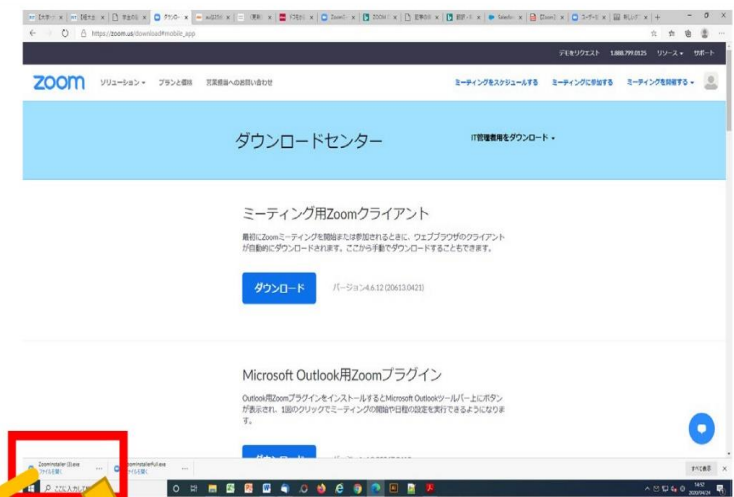 https://zoom.us/download#mobile_app
デモをリクエスト 1.888.799.0125 リソース サポート
zoom ソリューション プランと価格 営業担当へのお問い合わせ ミーティングをスケジュールする ミーティングに参加する ミーティングを開催する
ダウンロードセンター IT管理者用をダウンロード
ミーティング用Zoomクライアント
最初にZoomミーティングを開始または参加されるときに、ウェブブラウザのクライアント
が自動的にダウンロードされます。ここから手動でダウンロードすることもできます。
ダウンロード バージョン4.6.12 (20613.0421)
Microsoft Outlook用Zoomプラグイン
Outlook用ZoomプラグインをインストールするとMicrosoft Outlookツールバー上にボタン
が表示され、1回のクリックでミーティングの開始や日程の設定を実行できるようになりま
す。
ZoomInstaller (3).exe ZoomInstallerFull.exe すべて表示
ファイルを開く ファイルを開く
14:57
2020/04/24